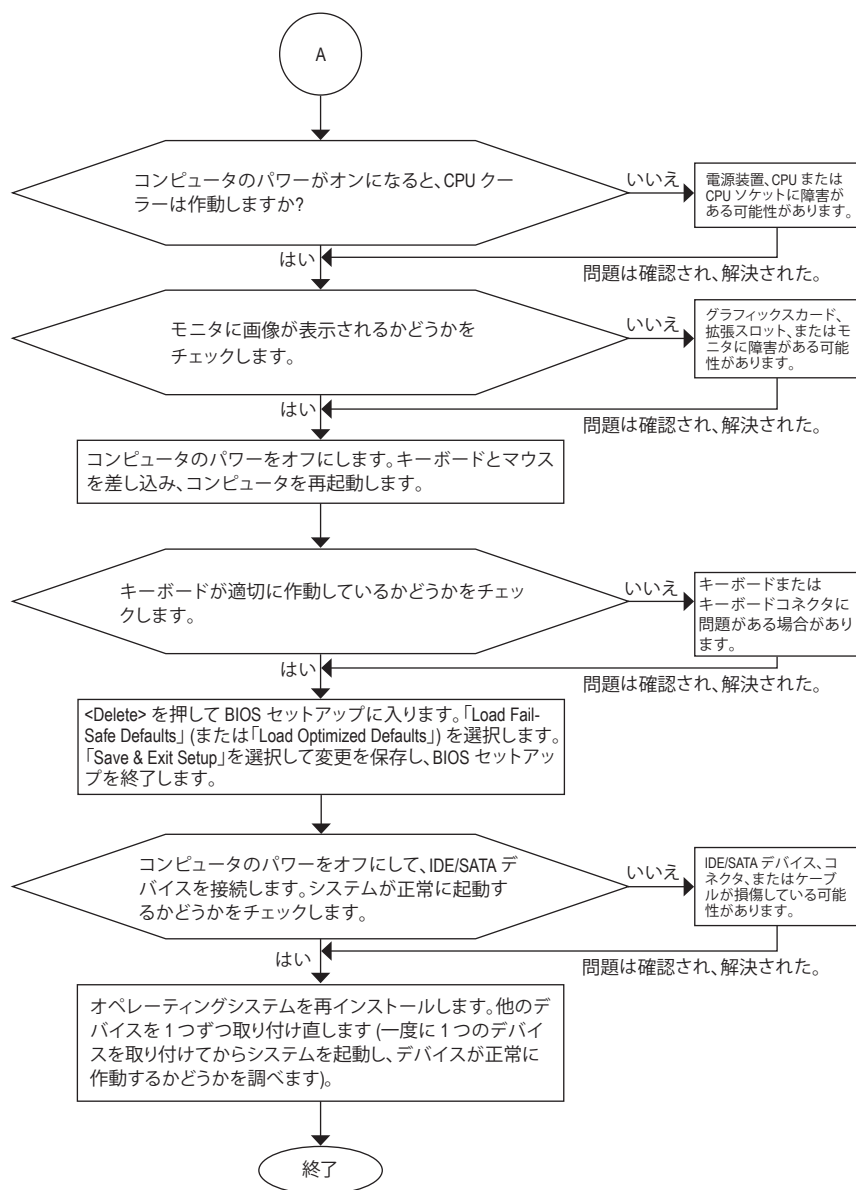 A
コンピュータのパワーがオンになると、CPU クー
ラーは作動しますか?
いいえ
電源装置、CPU または
CPU ソケットに障害が
ある可能性があります。
はい
問題は確認され、解決された。
モニタに画像が表示されるかどうかを
チェックします。
いいえ
グラフィックスカード、
拡張スロット、またはモ
ニタに障害がある可能
性があります。
はい
問題は確認され、解決された。
コンピュータのパワーをオフにします。キーボードとマウス
を差し込み、コンピュータを再起動します。
キーボードが適切に作動しているかどうかをチェッ
クします。
いいえ
キーボードまたは
キーボードコネクタに
問題がある場合があり
ます。
はい
問題は確認され、解決された。
<Delete> を押して BIOS セットアップに入ります。「Load Fail-
Safe Defaults」 (または「Load Optimized Defaults」) を選択します。
「Save & Exit Setup」を選択して変更を保存し、BIOS セットアッ
プを終了します。
コンピュータのパワーをオフにして、IDE/SATA デ
バイスを接続します。システムが正常に起動す
るかどうかをチェックします。
いいえ
IDE/SATA デバイス、コ
ネクタ、またはケーブ
ルが損傷している可能
性があります。
はい
問題は確認され、解決された。
オペレーティングシステムを再インストールします。他のデ
バイスを 1 つずつ取り付け直します (一度に 1 つのデバイ
スを取り付けてからシステムを起動し、デバイスが正常に
作動するかどうかを調べます)。
終了